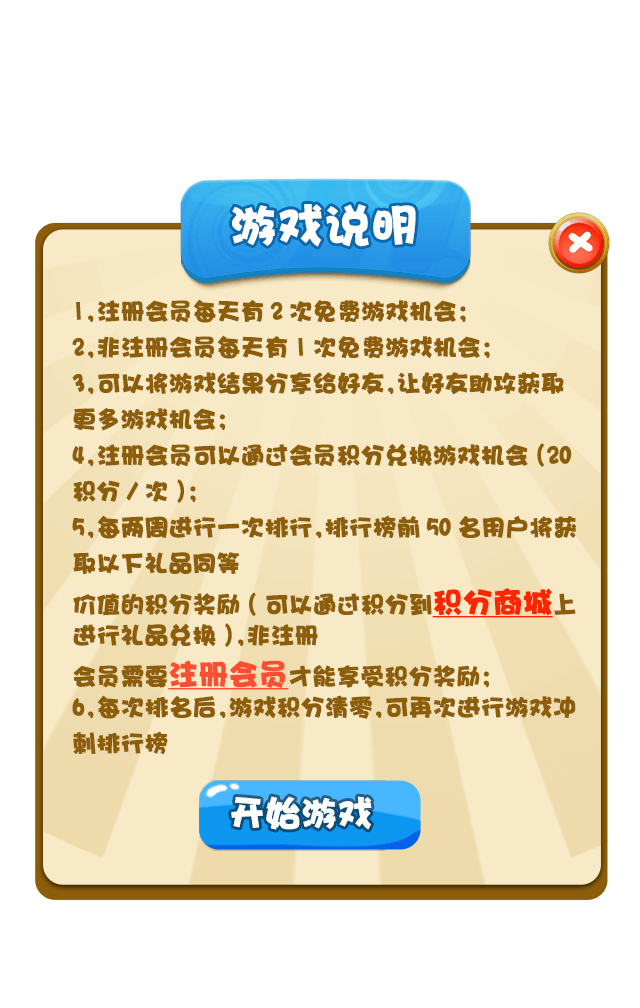 游戏说明
1,注册会员每天有 2 次免费游戏机会;
2,非注册会员每天有 1 次免费游戏机会;
3,可以将游戏结果分享给好友,让好友助攻获取
更多游戏机会;
4,注册会员可以通过会员积分兑换游戏机会 (20
积分 / 次 );
5,每两周进行一次排行,排行榜前 50 名用户将获
取以下礼品同等
价值的积分奖励 ( 可以通过积分到积分商城上
进行礼品兑换 ),非注册
会员需要注册会员才能享受积分奖励;
6,每次排名后,游戏积分清零,可再次进行游戏冲
刺排行榜
开始游戏